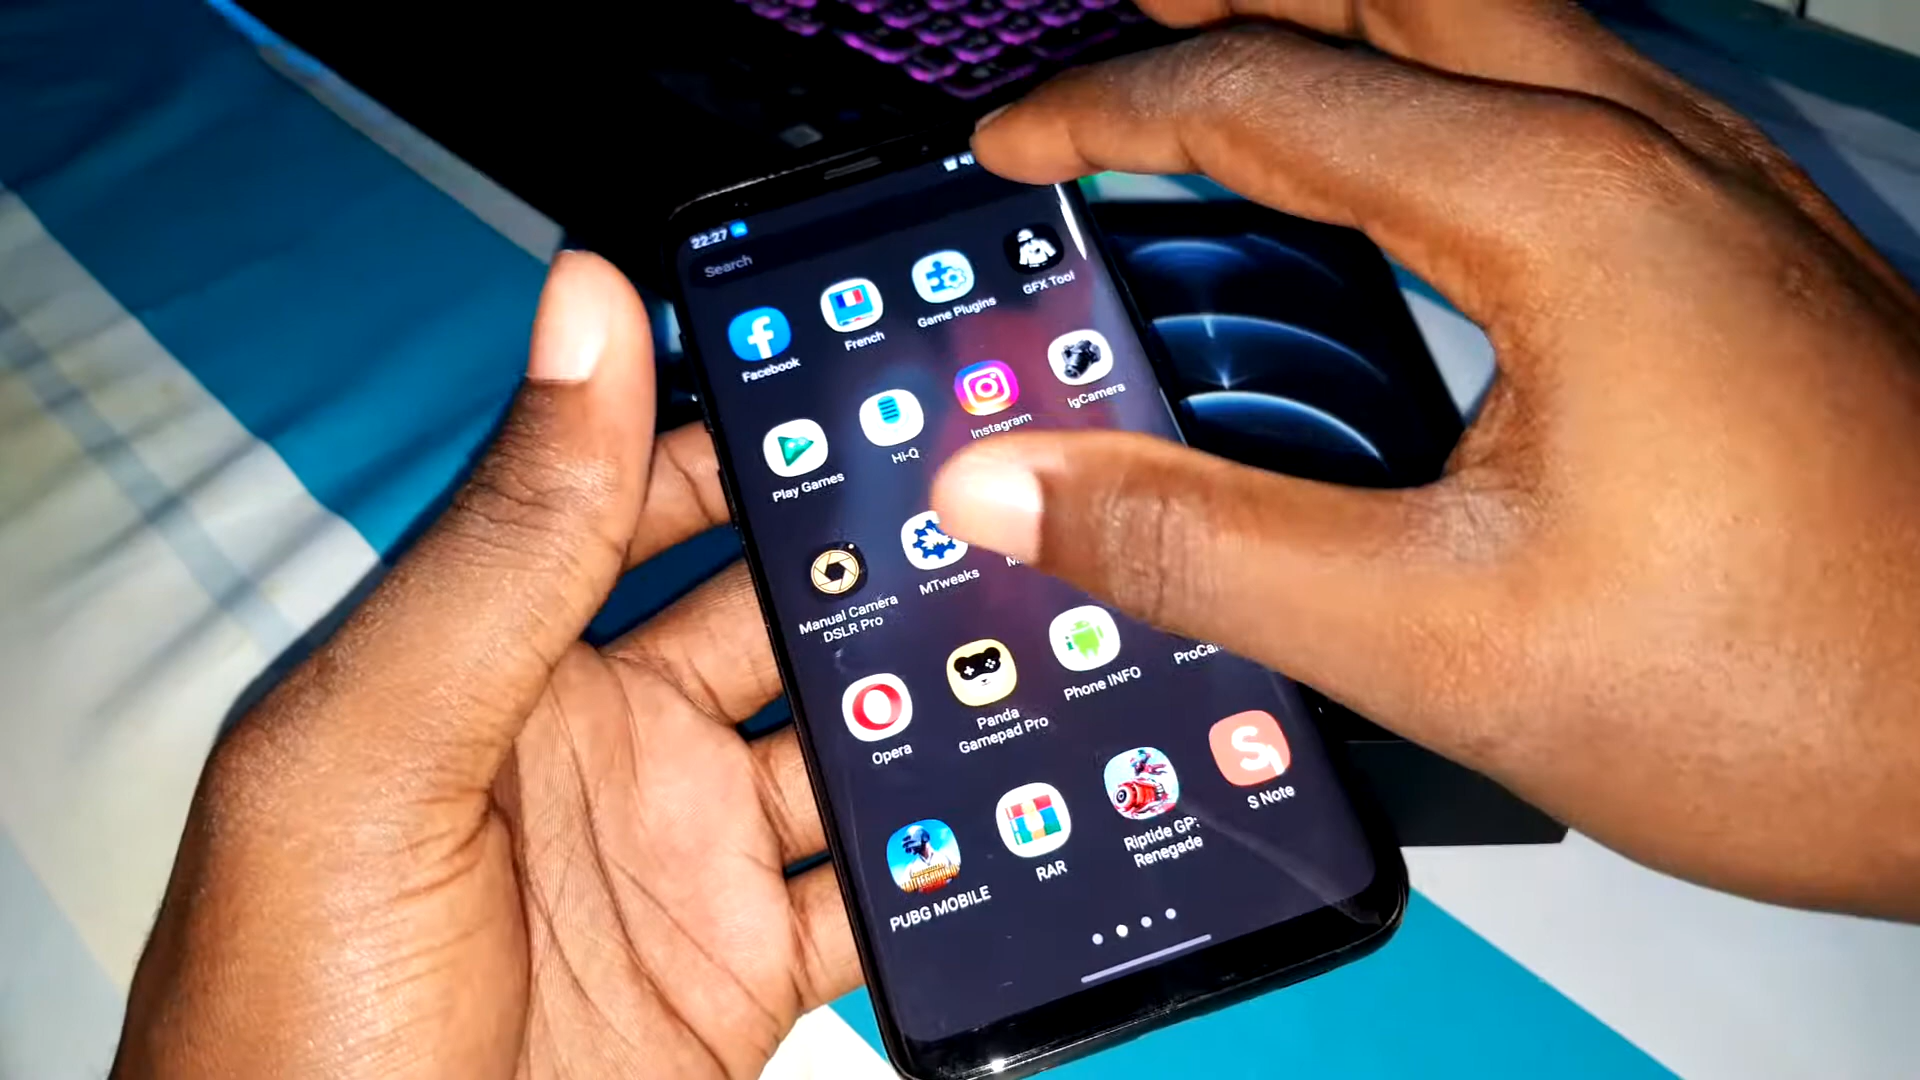 22:27
Search
Facebook
French
Game Plugins
GFX Tool
Play Games
Hi-Q
Instagram
IgCamera
Manual Camera
DSLR Pro
MTweaks
Opera
Panda
Gamepad Pro
Phone INFO
PUBG MOBILE
RAR
Riptide GP:
Renegade
S Note